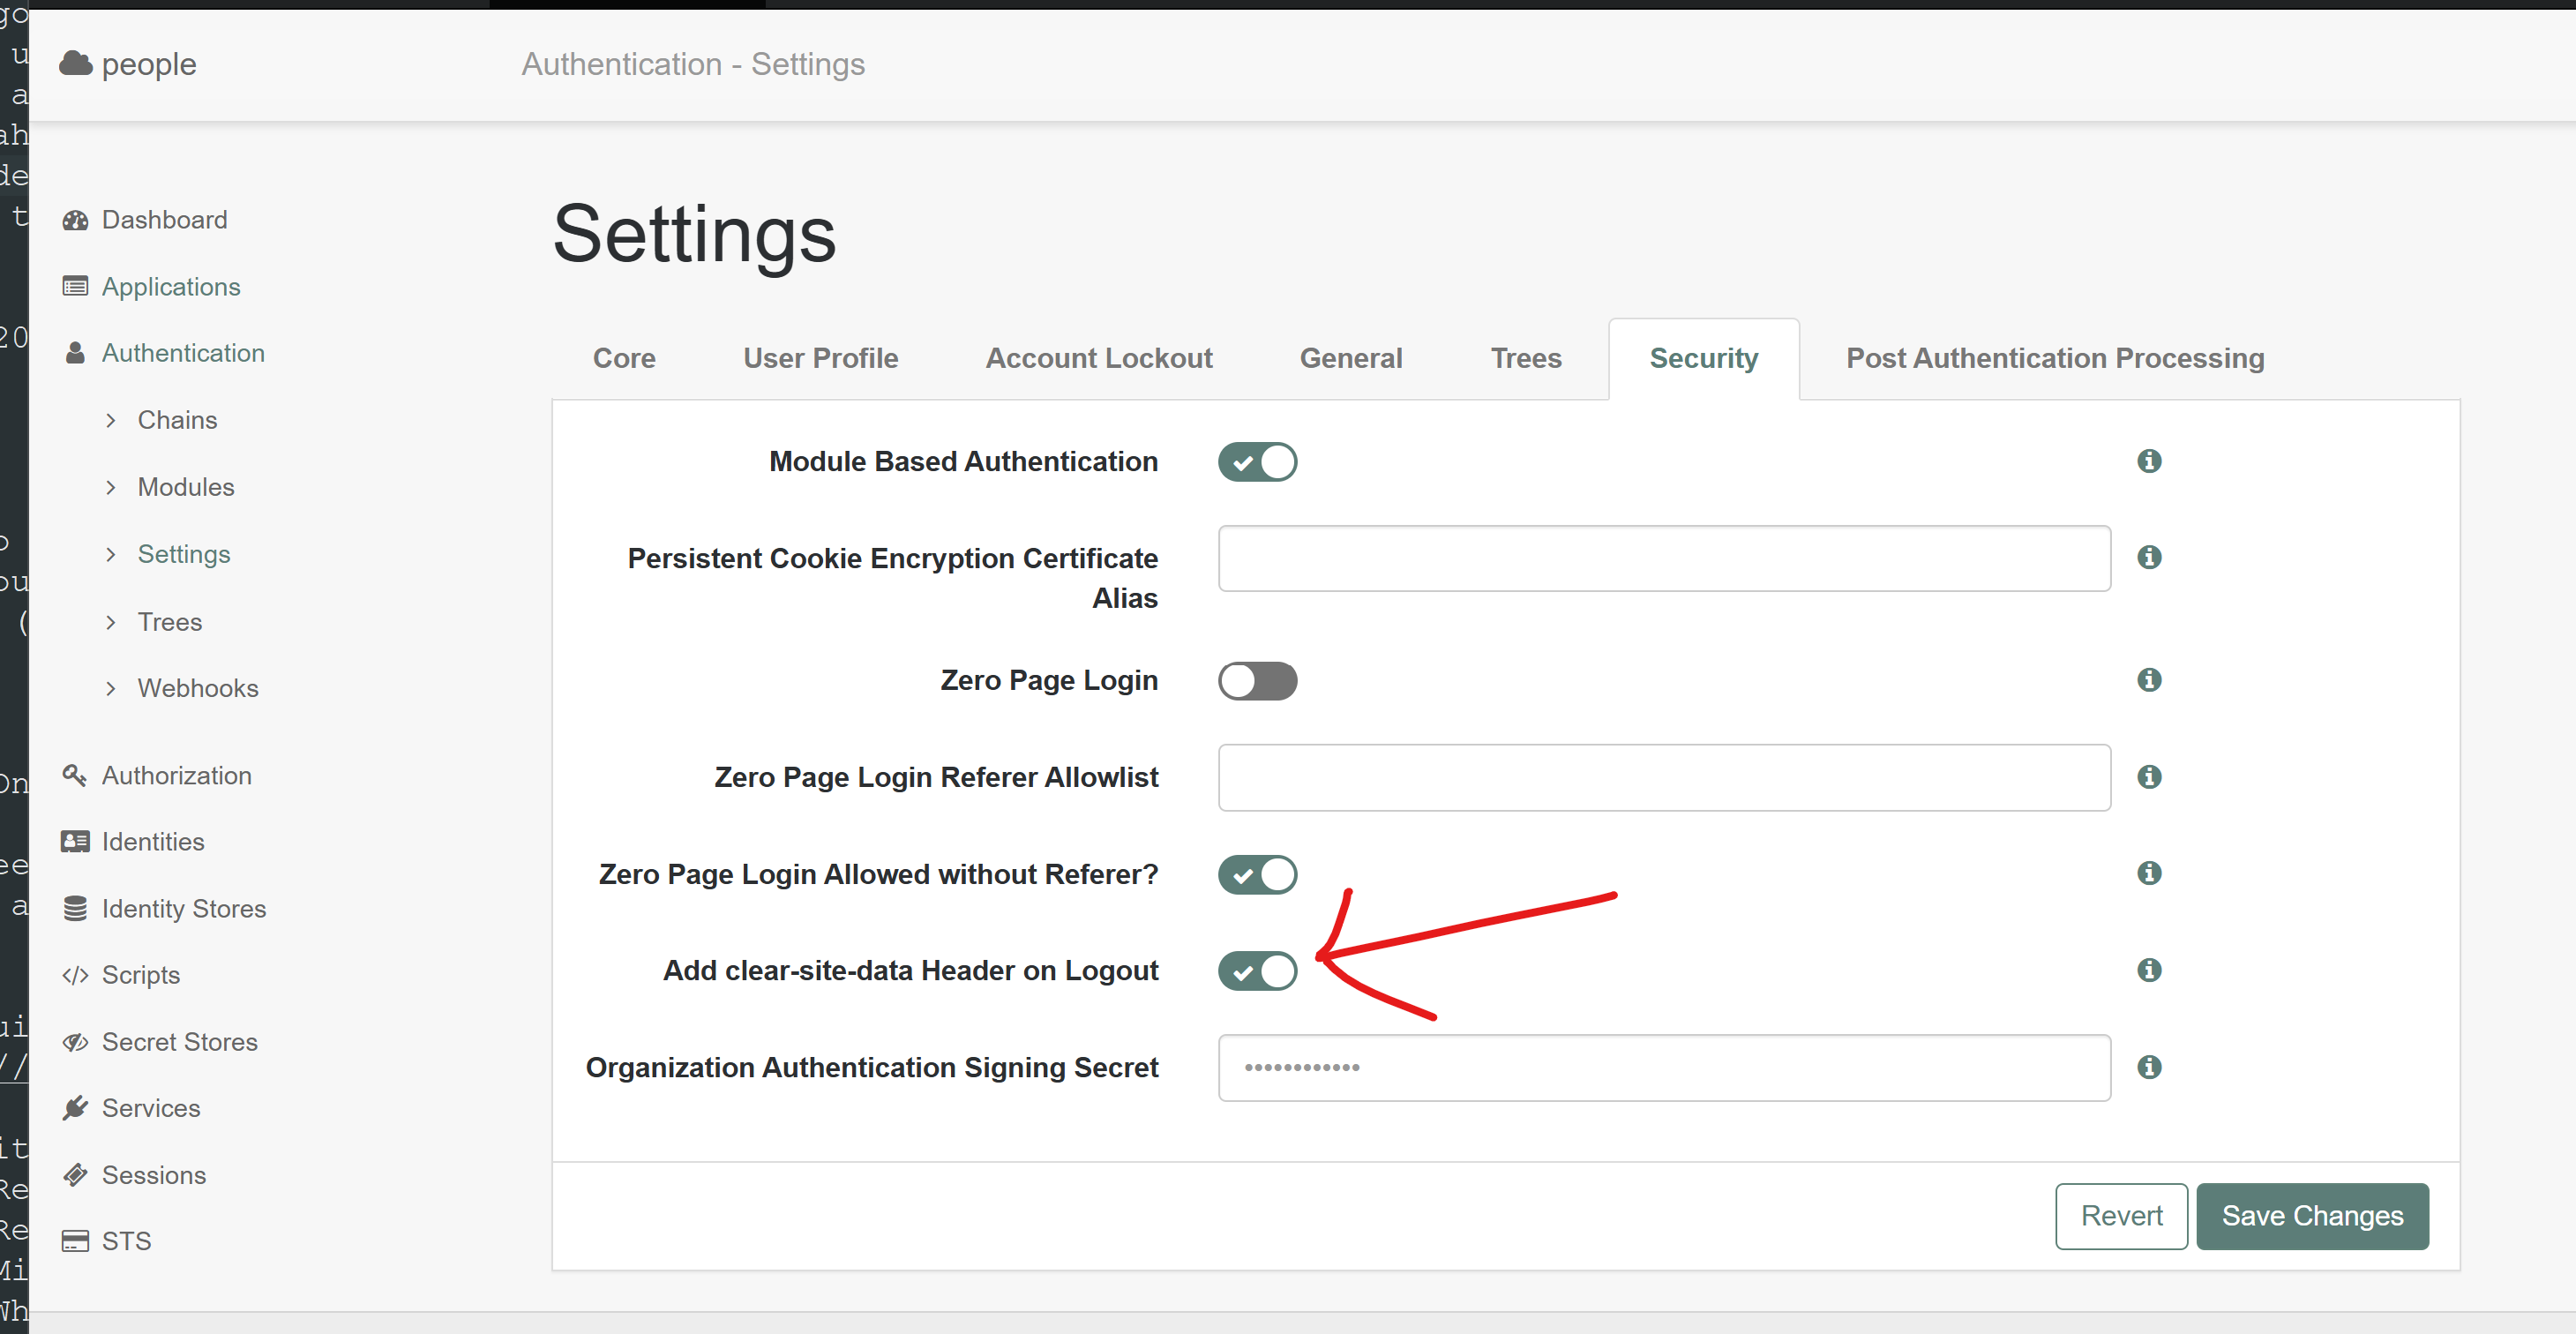 people
Authentication - Settings
Dashboard
Applications
Authentication
Chains
Modules
Settings
Trees
Webhooks
Authorization
Identities
Identity Stores
Scripts
Secret Stores
Services
Sessions
STS
Settings
Core
User Profile
Account Lockout
General
Trees
Security
Post Authentication Processing
Module Based Authentication
Persistent Cookie Encryption Certificate
Alias
Zero Page Login
Zero Page Login Referer Allowlist
Zero Page Login Allowed without Referer?
Add clear-site-data Header on Logout
Organization Authentication Signing Secret
••••••••••••
Revert
Save Changes